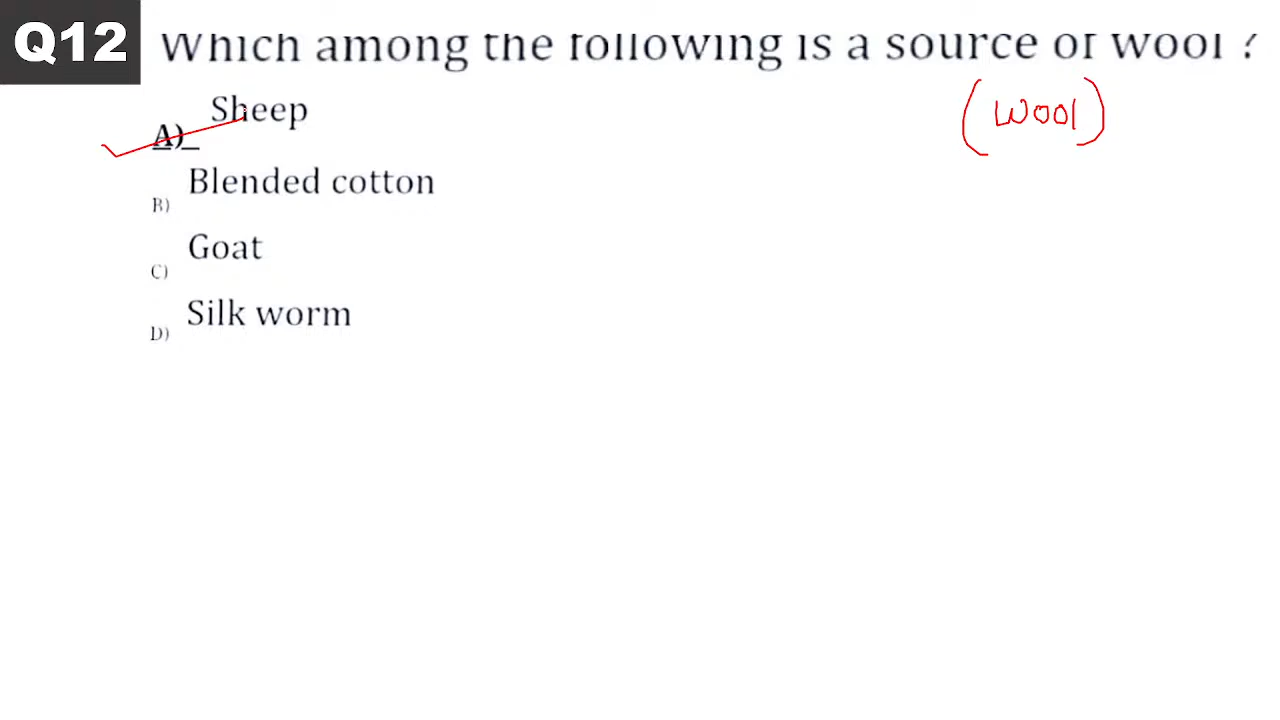 Q12 Which among the following is a source of wool ?
(wool)
Sheep
A)
Blended cotton
B)
Goat
C)
Silk worm
D)